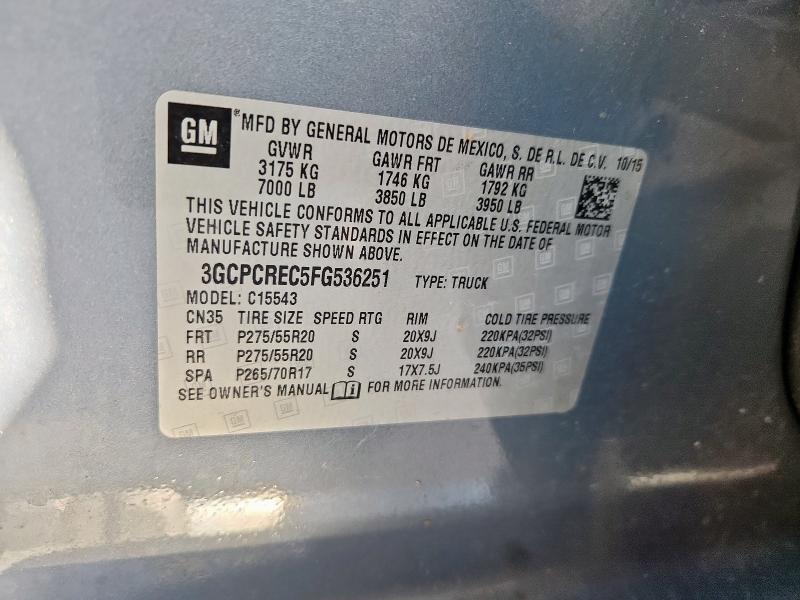 GM ® MFD BY GENERAL MOTORS DE MEXICO, S. DE R.L. DE C.V. 10/15
GVWR GAWR FRT GAWR RR
3175 KG 1746 KG 1792 KG
7000 LB 3850 LB 3950 LB
THIS VEHICLE CONFORMS TO ALL APPLICABLE U.S. FEDERAL MOTOR
VEHICLE SAFETY STANDARDS IN EFFECT ON THE DATE OF
MANUFACTURE SHOWN ABOVE.
3GCPCREC5FG536251 TYPE: TRUCK
MODEL: C15543
CN35 TIRE SIZE SPEED RTG RIM COLD TIRE PRESSURE
FRT P275/55R20 S 20X9J 220KPA(32PSI)
RR P275/55R20 S 20X9J 220KPA(32PSI)
SPA P265/70R17 S 17X7.5J 240KPA(35PSI)
SEE OWNER'S MANUAL FOR MORE INFORMATION.